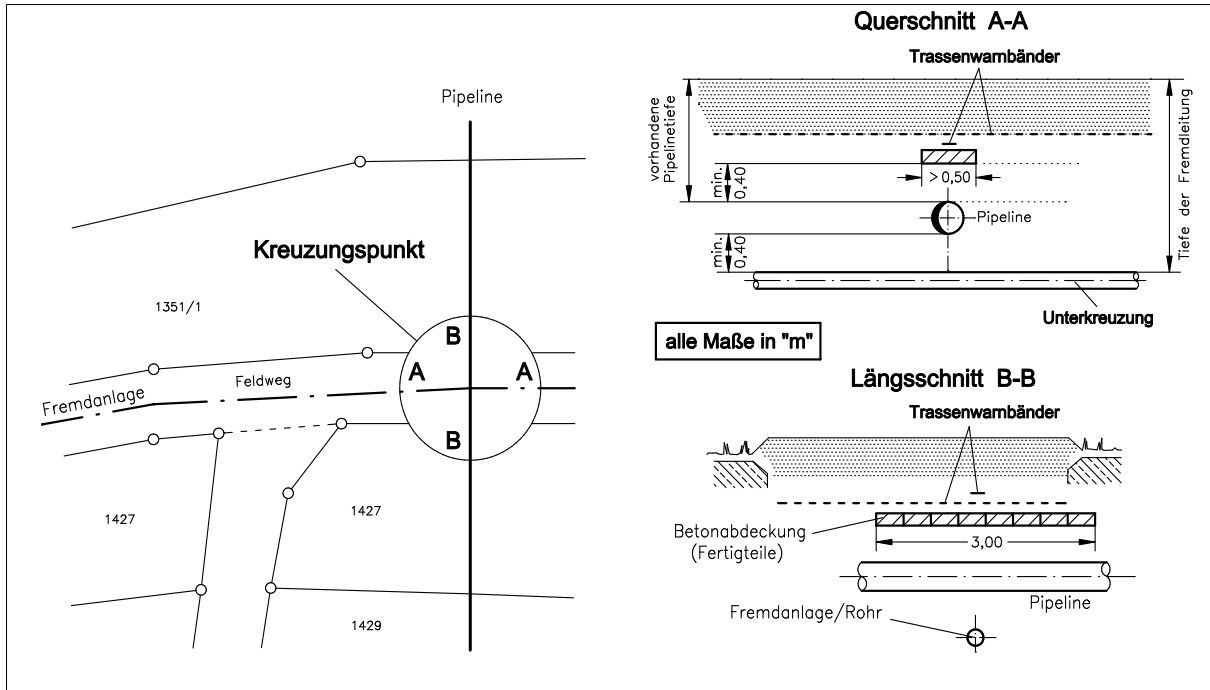 Pipeline
Kreuzungspunkt
1351/1
B
A
A
B
Feldweg
Fremdanlage
1427
1427
1429
Querschnitt A-A
Trassenwarnbänder
vorhandene
Pipelinetiefe
min.
0,40
> 0,50
Pipeline
min.
0,40
Tiefe der Fremdleitung
Unterkreuzung
alle Maße in "m"
Längsschnitt B-B
Trassenwarnbänder
Betonabdeckung
(Fertigteile)
3,00
Pipeline
Fremdanlage/Rohr